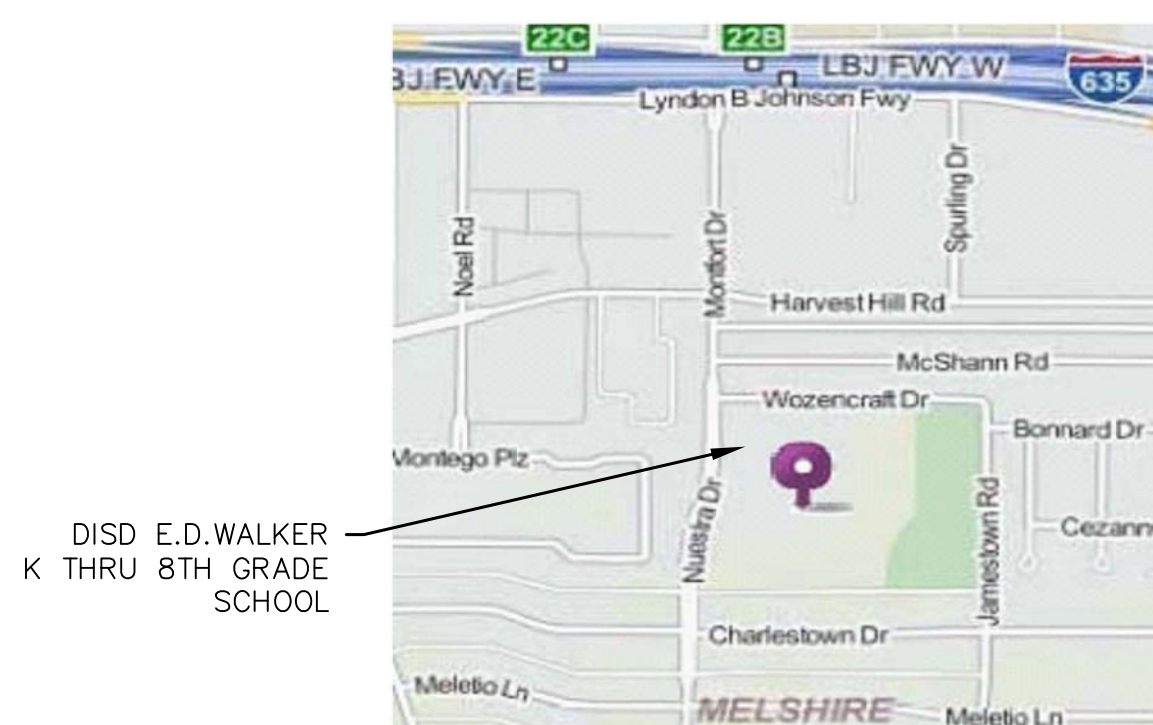 22C
22B
BJ FWY E
LBJ FWY W
635
Lyndon B Johnson Fwy
Noel Rd
Montfort Dr
Spurling Dr
Harvest Hill Rd
McShann Rd
Wozencraft Dr
Bonnard Dr
Montego Plz
Nuestra Dr
Jamestown Rd
Cezann
DISD E.D.WALKER
K THRU 8TH GRADE
SCHOOL
Charlestown Dr
Meletio Ln
MELSHIRE
Meletio Ln